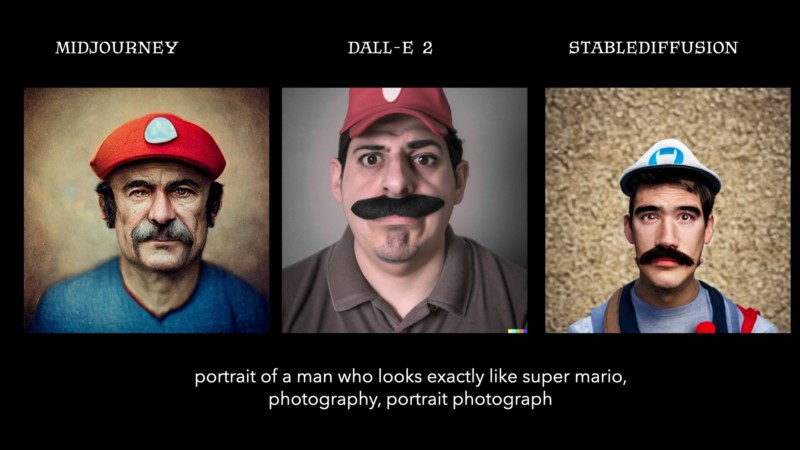 MIDJOURNEY
DALL-E 2
STABLEDIFFUSION
portrait of a man who looks exactly like super mario,
photography, portrait photograph